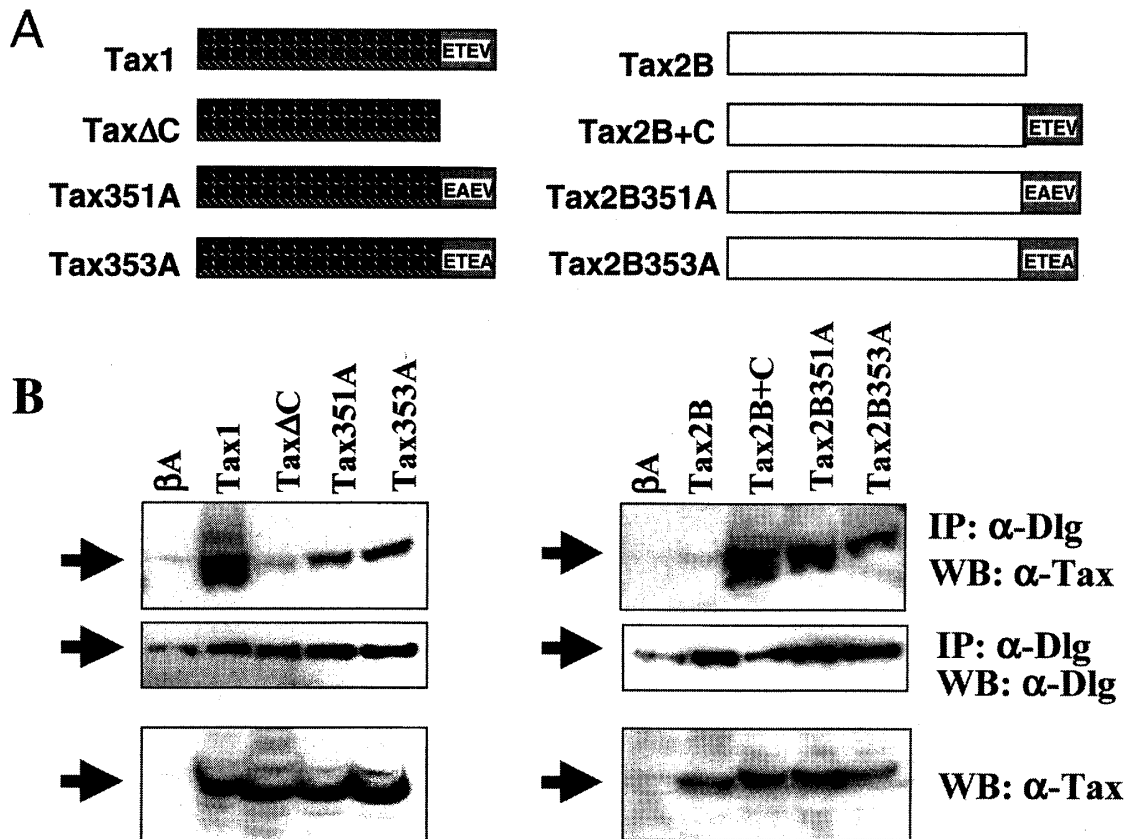 A
Tax1 ETEV
TaxΔC
Tax351A EAEV
Tax353A ETEA
Tax2B
Tax2B+C ETEV
Tax2B351A EAEV
Tax2B353A ETEA
B
βA Tax1 TaxΔC Tax351A Tax353A
βA Tax2B Tax2B+C Tax2B351A Tax2B353A
IP: α-Dlg
WB: α-Tax
IP: α-Dlg
WB: α-Dlg
WB: α-Tax